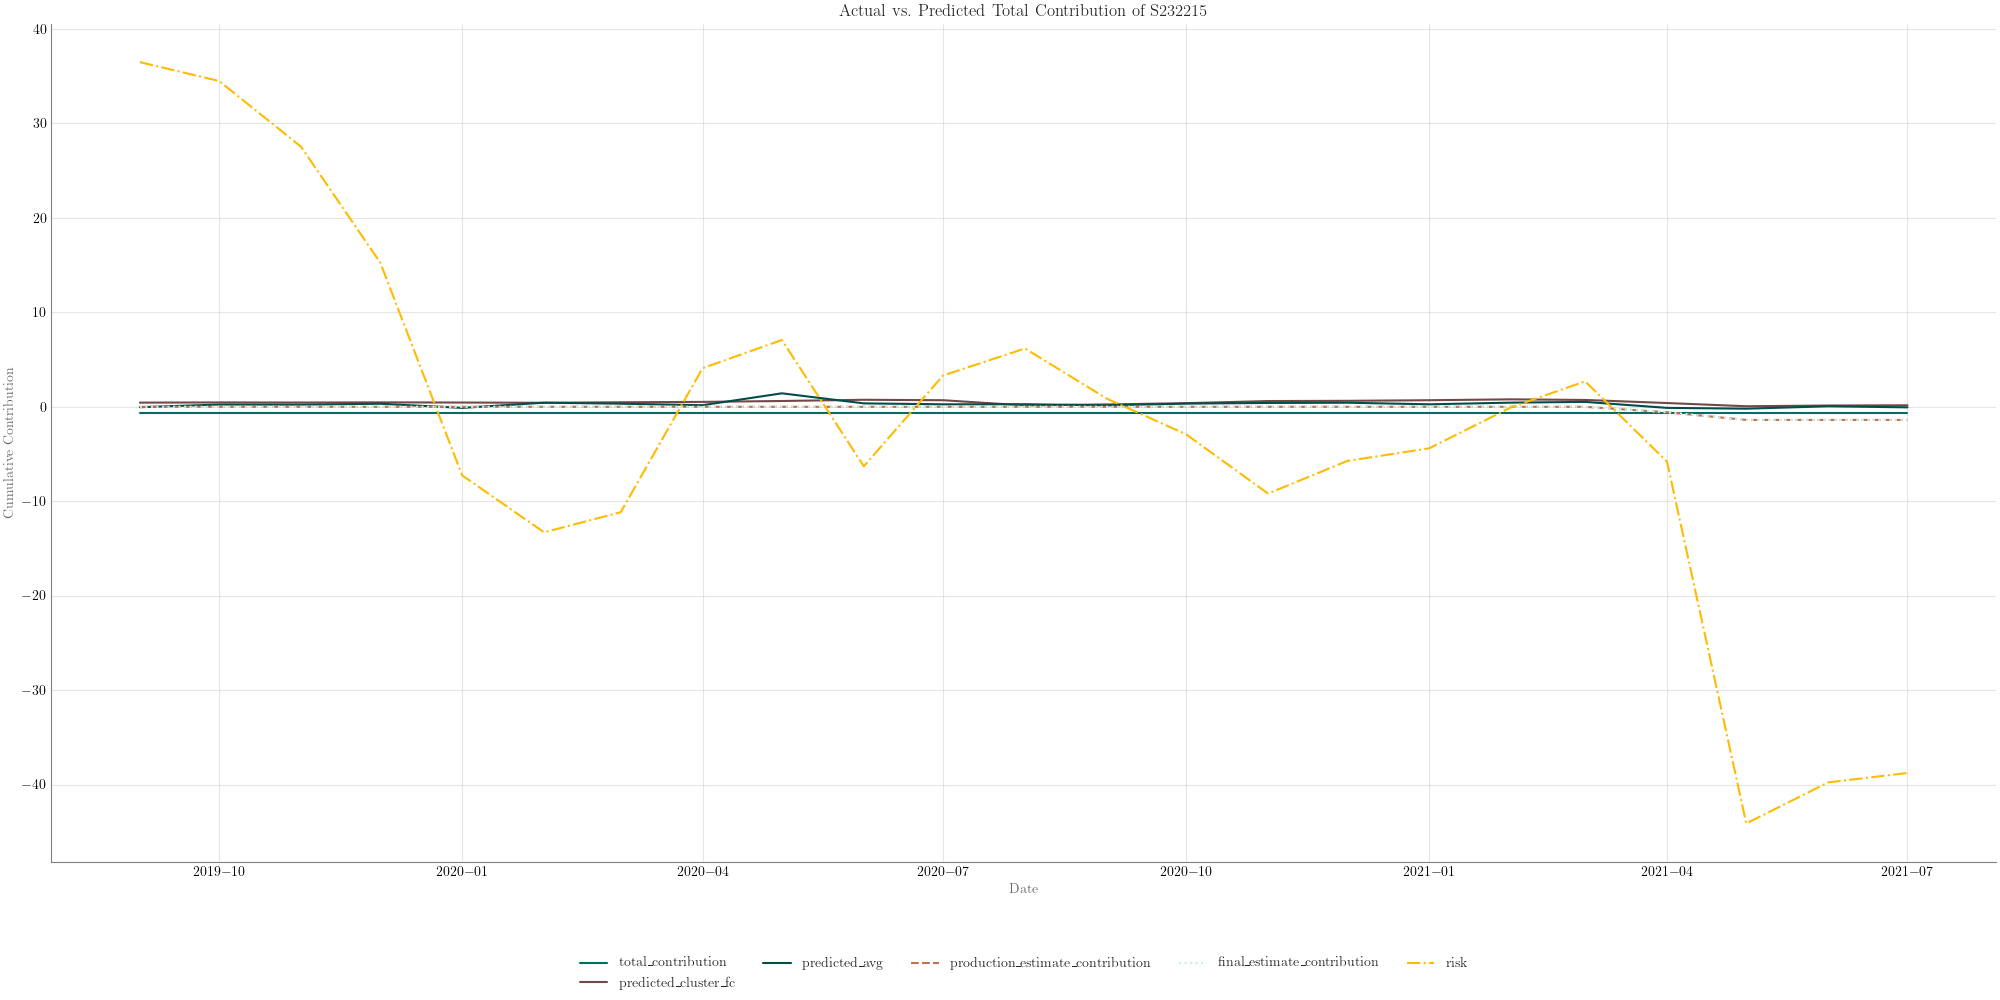 Actual vs. Predicted Total Contribution of S232215
40
30
20
10
0
−10
−20
−30
−40
Cumulative Contribution
2019−10 2020−01 2020−04 2020−07 2020−10 2021−01 2021−04 2021−07
Date
total_contribution predicted_avg production_estimate_contribution final_estimate_contribution risk
predicted_cluster_fc